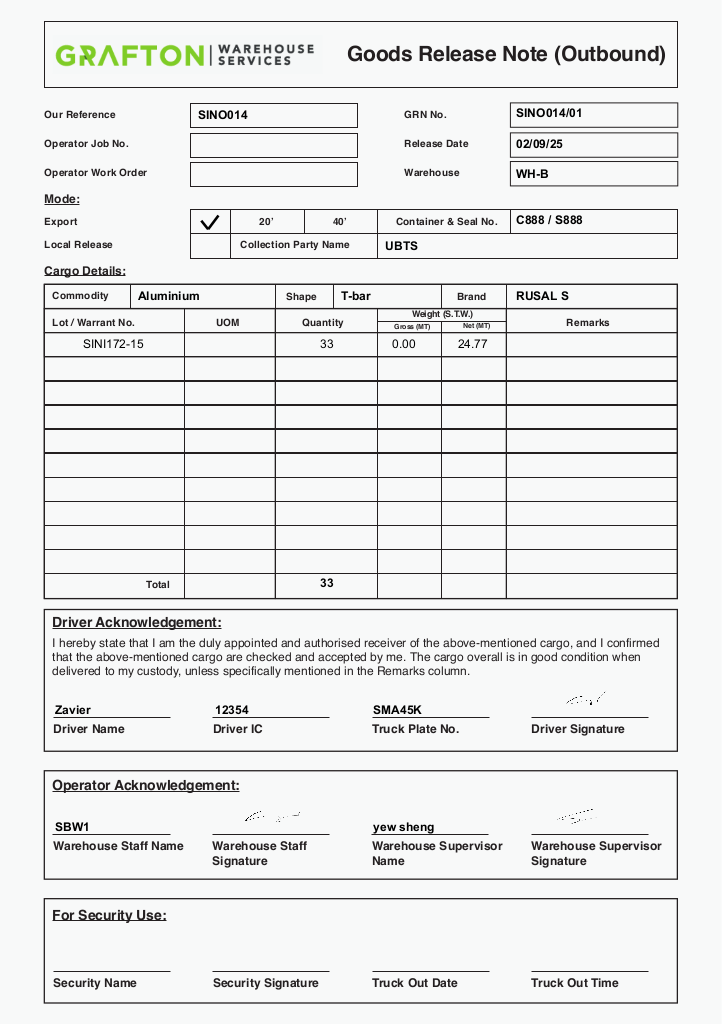 GRAFTON WAREHOUSE SERVICES
Goods Release Note (Outbound)
Our Reference SINO014 GRN No. SINO014/01
Operator Job No. Release Date 02/09/25
Operator Work Order Warehouse WH-B
Mode:
Export 20' 40' Container & Seal No. C888 / S888
Local Release Collection Party Name UBTS
Cargo Details:
Commodity Aluminium Shape T-bar Brand RUSAL S
Lot / Warrant No. UOM Quantity Weight (S.T.W.) Gross (MT) Net (MT) Remarks
SINI172-15 33 0.00 24.77
Total 33
Driver Acknowledgement:
I hereby state that I am the duly appointed and authorised receiver of the above-mentioned cargo, and I confirmed
that the above-mentioned cargo are checked and accepted by me. The cargo overall is in good condition when
delivered to my custody, unless specifically mentioned in the Remarks column.
Zavier 12354 SMA45K
Driver Name Driver IC Truck Plate No. Driver Signature
Operator Acknowledgement:
SBW1 yew sheng
Warehouse Staff Name Warehouse Staff Signature Warehouse Supervisor Name Warehouse Supervisor Signature
For Security Use:
Security Name Security Signature Truck Out Date Truck Out Time